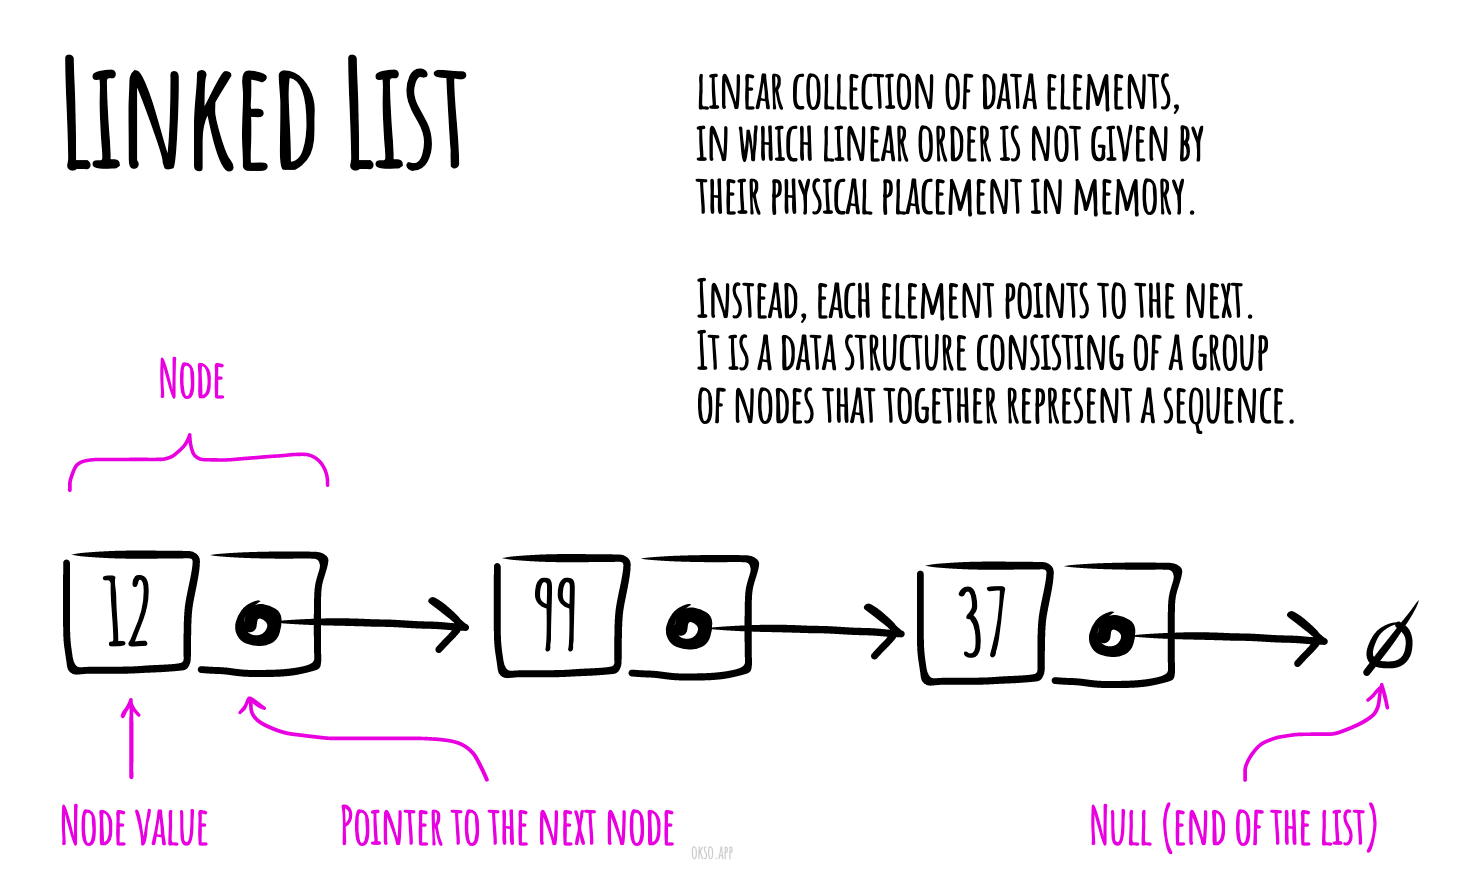 Linked List
linear collection of data elements,
in which linear order is not given by
their physical placement in memory.
Instead, each element points to the next.
It is a data structure consisting of a group
of nodes that together represent a sequence.
Node
12
99
37
ø
Node value
Pointer to the next node
Null (end of the list)
okso.app